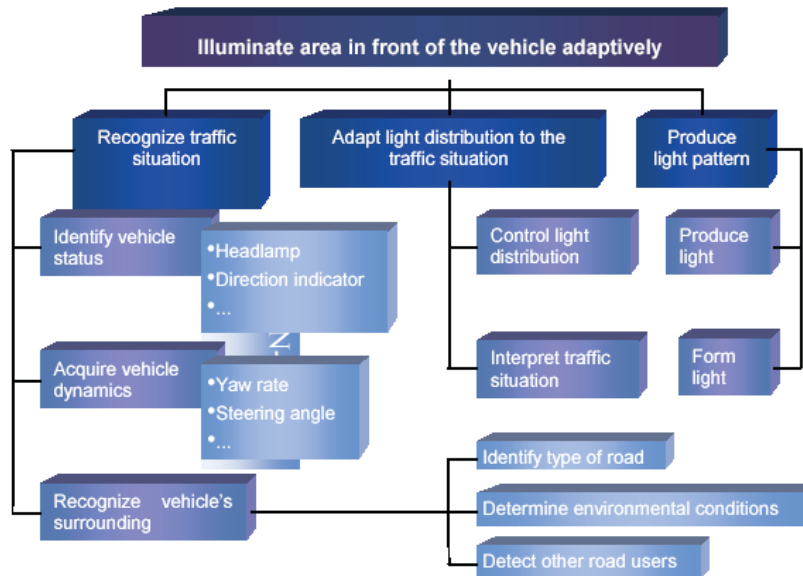 Illuminate area in front of the vehicle adaptively
Recognize traffic
situation
Adapt light distribution to the
traffic situation
Produce
light pattern
Identify vehicle
status
•Headlamp
•Direction indicator
•...
Control light
distribution
Produce
light
Acquire vehicle
dynamics
•Yaw rate
•Steering angle
•...
Interpret traffic
situation
Form
light
Recognize vehicle's
surrounding
Identify type of road
Determine environmental conditions
Detect other road users